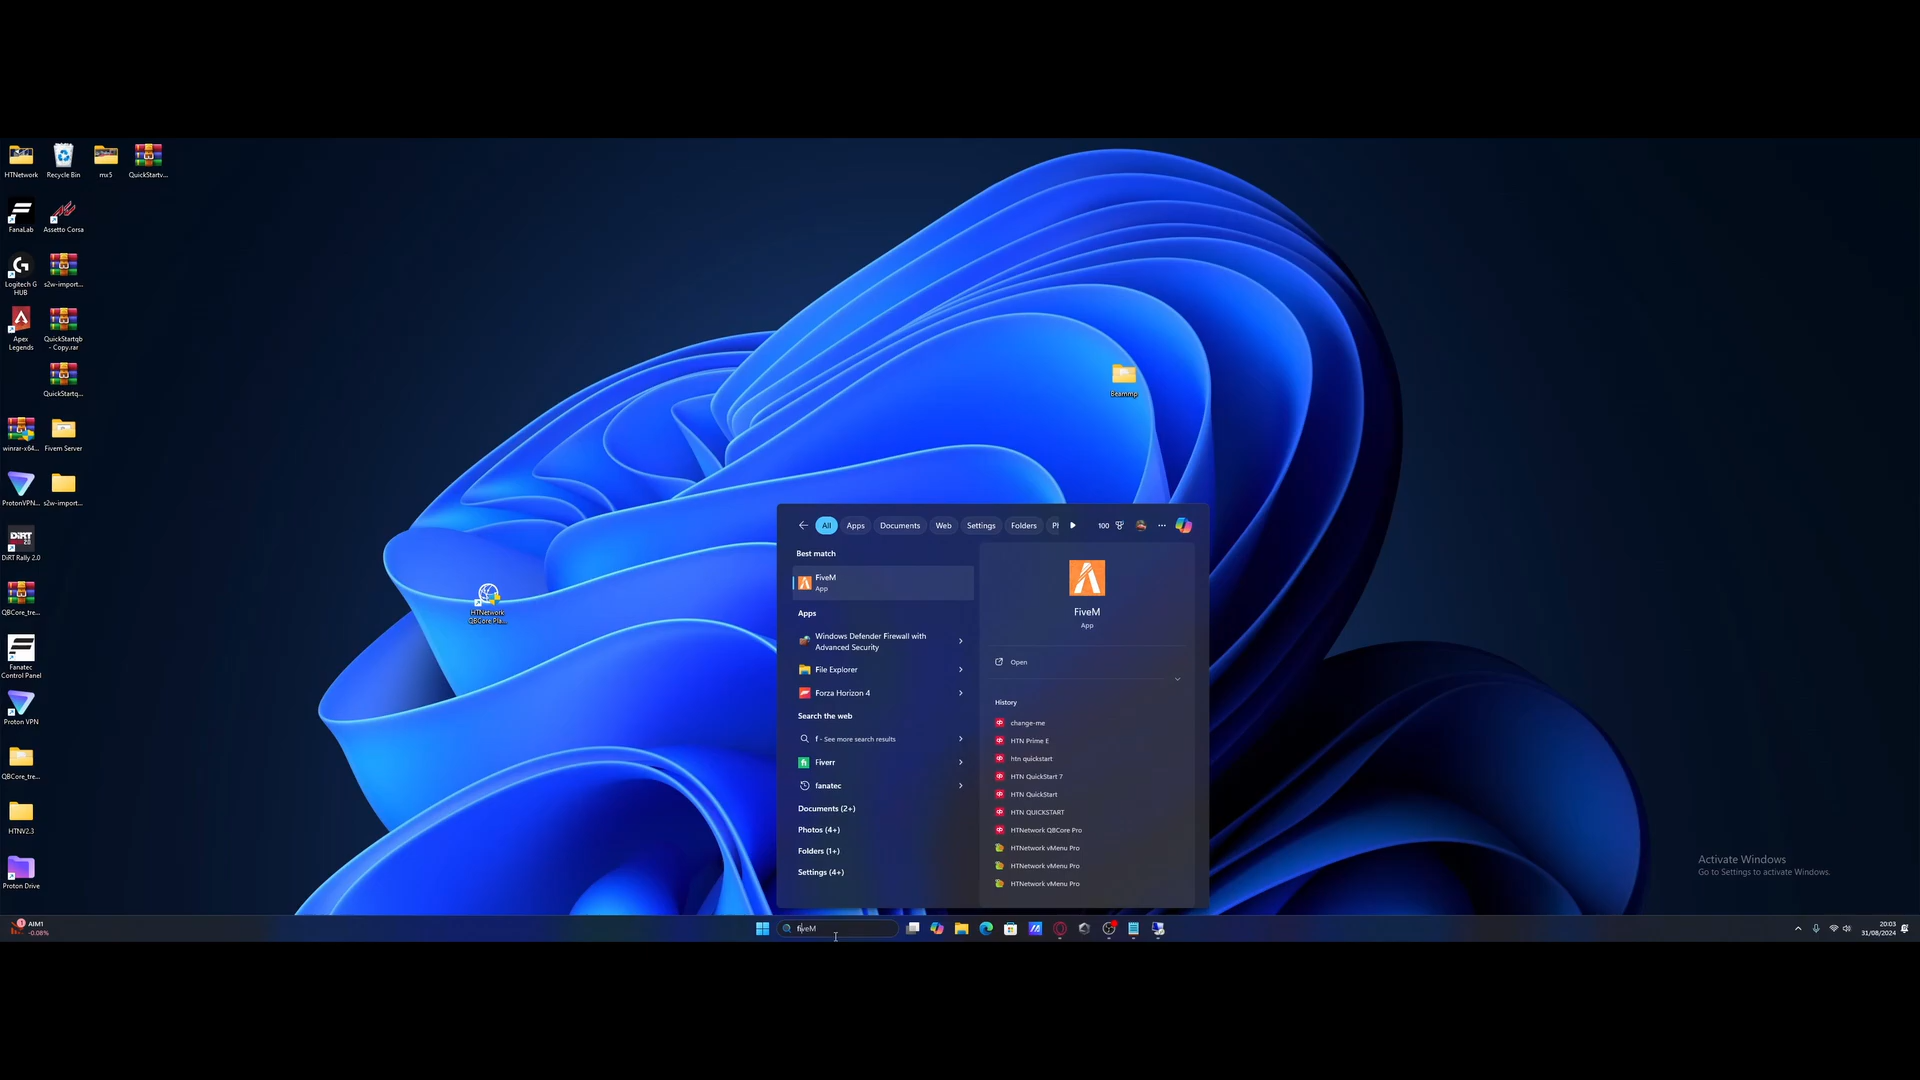 HTNetwork
Recycle Bin
mx5
QuickStartv...
FanaLab
Assetto Corsa
Logitech G
HUB
s2w-import...
Apex
Legends
QuickStartqb
- Copy.rar
QuickStartq...
winrar-x64...
Fivem Server
ProtonVPN...
s2w-import...
DiRT Rally 2.0
QBCore_tre...
Fanatec
Control Panel
Proton VPN
QBCore_tre...
HTNV2.3
Proton Drive
HTNetwork
QBCore Pla...
Beammp
All
Apps
Documents
Web
Settings
Folders
100
Best match
FiveM
App
Apps
Windows Defender Firewall with
Advanced Security
File Explorer
Forza Horizon 4
Search the web
f - See more search results
Fiverr
fanatec
Documents (2+)
Photos (4+)
Folders (1+)
Settings (4+)
FiveM
App
Open
History
change-me
HTN Prime E
htn quickstart
HTN QuickStart 7
HTN QuickStart
HTN QUICKSTART
HTNetwork QBCore Pro
HTNetwork vMenu Pro
HTNetwork vMenu Pro
HTNetwork vMenu Pro
Activate Windows
Go to Settings to activate Windows.
1
AIM1
-0.08%
fiveM
20:03
31/08/2024